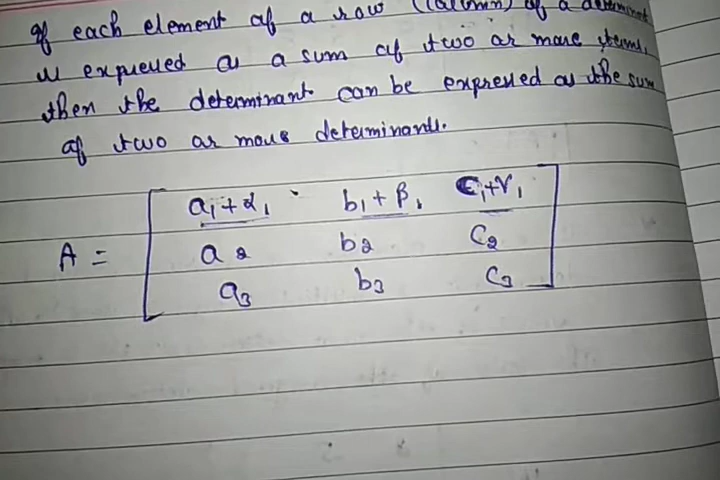 If each element of a row (column) of a determinant
is expressed as a sum of two or more terms,
then the determinant can be expressed as the sum
of two or more determinants.
a₁+α₁ b₁+β₁ c₁+γ₁
A = a₂ b₂ c₂
a₃ b₃ c₃